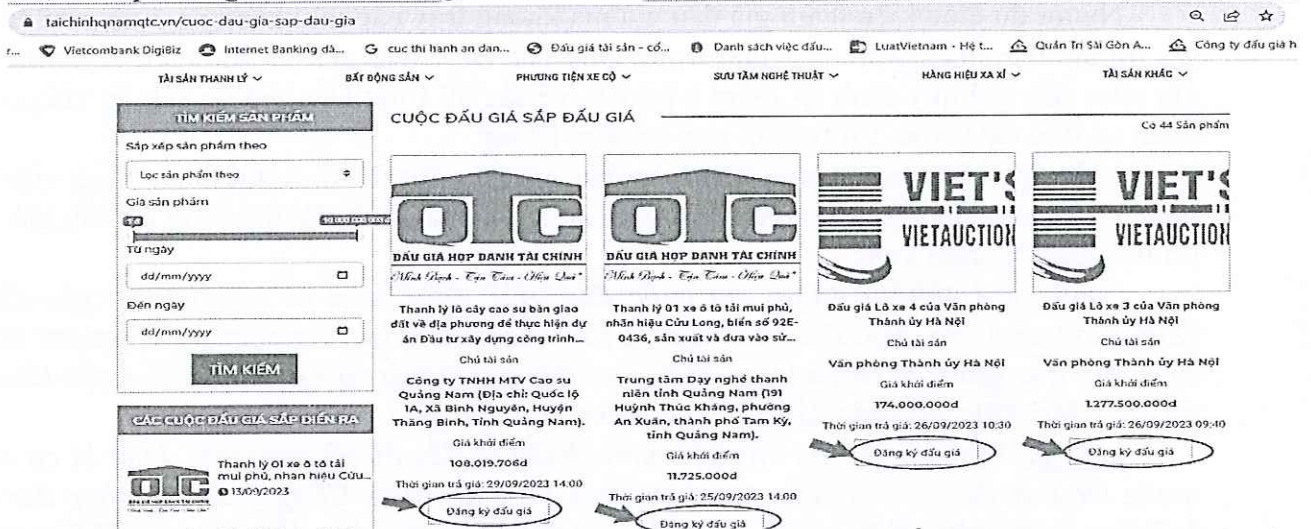 taichinhqnamqtc.vn/cuoc-dau-gia-sap-dau-gia
Vietcombank DigiBiz
Internet Banking dà...
cuc thi hanh an dan...
Đấu giá tài sản - cổ...
Danh sách việc đấu...
LuatVietnam - Hệ t...
Quản Trị Sài Gòn A...
Công ty đấu giá h
TÀI SẢN THANH LÝ
BẤT ĐỘNG SẢN
PHƯƠNG TIỆN XE CỘ
SƯU TẦM NGHỆ THUẬT
HÀNG HIỆU XA XỈ
TÀI SẢN KHÁC
TÌM KIẾM SẢN PHẨM
Sắp xếp sản phẩm theo
Lọc sản phẩm theo
Giá sản phẩm
Từ ngày
dd/mm/yyyy
Đến ngày
dd/mm/yyyy
TÌM KIẾM
CÁC CUỘC ĐẤU GIÁ SẮP DIỄN RA
Thanh lý 01 xe ô tô tải
mui phủ, nhãn hiệu Cửu...
13/09/2023
CUỘC ĐẤU GIÁ SẮP ĐẤU GIÁ
Có 44 Sản phẩm
QTC
ĐẤU GIÁ HỢP DANH TÀI CHÍNH
"Minh Bạch - Tận Tâm - Hiệu Quả"
Thanh lý lô cây cao su bàn giao
đất về địa phương để thực hiện dự
án Đầu tư xây dựng công trình...
Chủ tài sản
Công ty TNHH MTV Cao su
Quảng Nam (Địa chỉ: Quốc lộ
1A, Xã Bình Nguyên, Huyện
Thăng Bình, Tỉnh Quảng Nam).
Giá khởi điểm
108.019.706đ
Thời gian trả giá: 29/09/2023 14:00
Đăng ký đấu giá
QTC
ĐẤU GIÁ HỢP DANH TÀI CHÍNH
"Minh Bạch - Tận Tâm - Hiệu Quả"
Thanh lý 01 xe ô tô tải mui phủ,
nhãn hiệu Cửu Long, biển số 92E-
0436, sản xuất và đưa vào sử...
Chủ tài sản
Trung tâm Dạy nghề thanh
niên tỉnh Quảng Nam (191
Huỳnh Thúc Kháng, phường
An Xuân, thành phố Tam Kỳ,
tỉnh Quảng Nam).
Giá khởi điểm
11.725.000đ
Thời gian trả giá: 25/09/2023 14:00
Đăng ký đấu giá
VIET'S
VIETAUCTION
Đấu giá Lô xe 4 của Văn phòng
Thành ủy Hà Nội
Chủ tài sản
Văn phòng Thành ủy Hà Nội
Giá khởi điểm
174.000.000đ
Thời gian trả giá: 26/09/2023 10:30
Đăng ký đấu giá
VIET'S
VIETAUCTION
Đấu giá Lô xe 3 của Văn phòng
Thành ủy Hà Nội
Chủ tài sản
Văn phòng Thành ủy Hà Nội
Giá khởi điểm
1.277.500.000đ
Thời gian trả giá: 26/09/2023 09:40
Đăng ký đấu giá